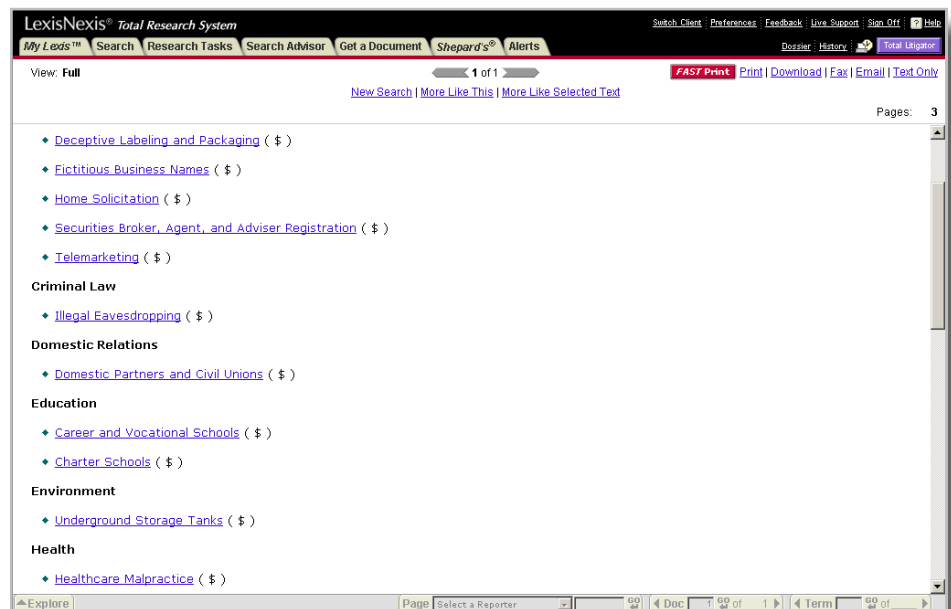 LexisNexis® Total Research System
Switch Client | Preferences | Feedback | Live Support | Sign Off | ? Help
My Lexis™ Search Research Tasks Search Advisor Get a Document Shepard's® Alerts
Dossier | History | Total Litigator
View: Full
1 of 1
FAST Print Print | Download | Fax | Email | Text Only
New Search | More Like This | More Like Selected Text
Pages: 3
Deceptive Labeling and Packaging ( $ )
Fictitious Business Names ( $ )
Home Solicitation ( $ )
Securities Broker, Agent, and Adviser Registration ( $ )
Telemarketing ( $ )
Criminal Law
Illegal Eavesdropping ( $ )
Domestic Relations
Domestic Partners and Civil Unions ( $ )
Education
Career and Vocational Schools ( $ )
Charter Schools ( $ )
Environment
Underground Storage Tanks ( $ )
Health
Healthcare Malpractice ( $ )
Explore Page Select a Reporter GO Doc 1 GO of 1 Term GO of